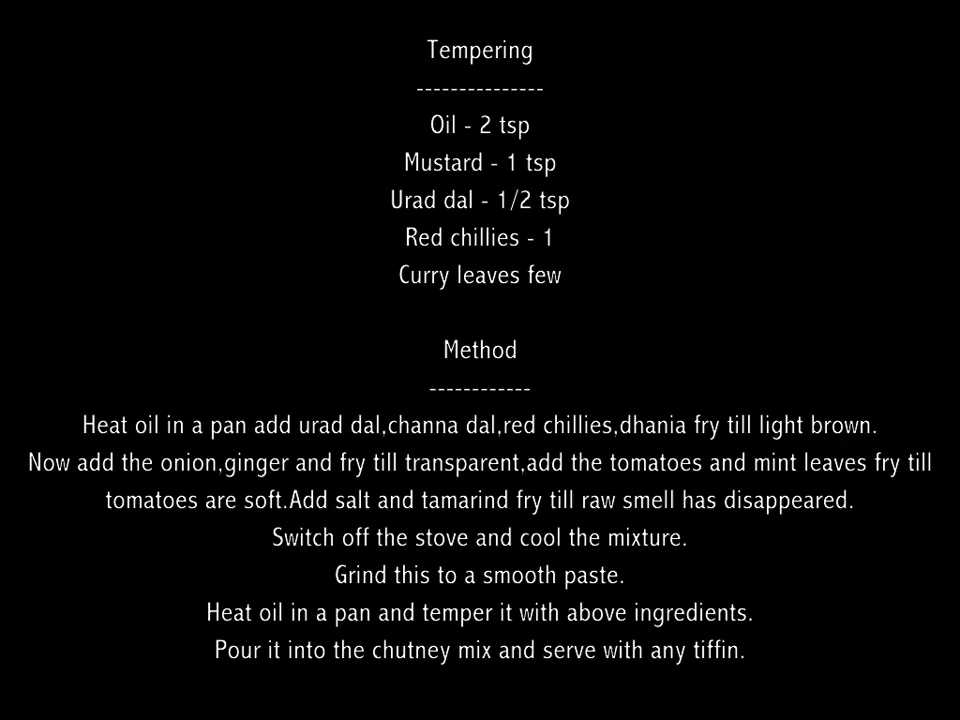 Tempering
---------------
Oil - 2 tsp
Mustard - 1 tsp
Urad dal - 1/2 tsp
Red chillies - 1
Curry leaves few
Method
------------
Heat oil in a pan add urad dal,channa dal,red chillies,dhania fry till light brown.
Now add the onion,ginger and fry till transparent,add the tomatoes and mint leaves fry till
tomatoes are soft.Add salt and tamarind fry till raw smell has disappeared.
Switch off the stove and cool the mixture.
Grind this to a smooth paste.
Heat oil in a pan and temper it with above ingredients.
Pour it into the chutney mix and serve with any tiffin.